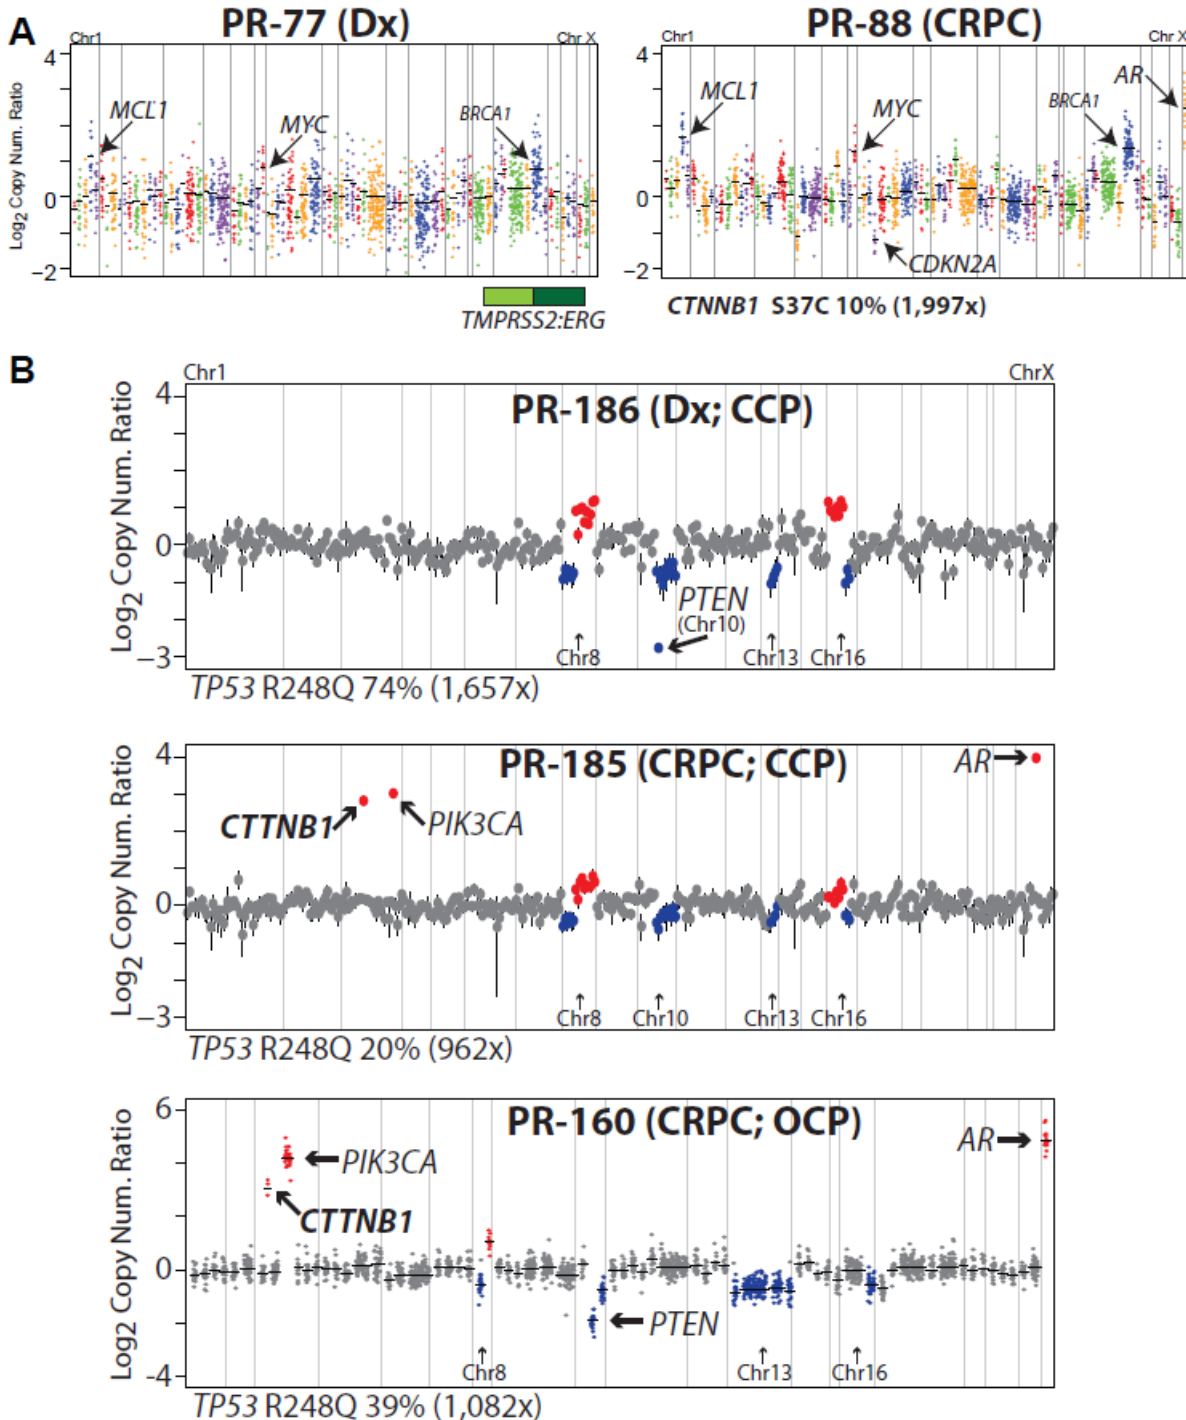 A
PR-77 (Dx)
PR-88 (CRPC)
Chr1
Chr X
Chr1
Chr X
Log2 Copy Num. Ratio
4
2
0
−2
MCL1
MYC
BRCA1
TMPRSS2:ERG
4
2
0
−2
MCL1
MYC
BRCA1
AR
CDKN2A
CTNNB1 S37C 10% (1,997x)
B
Chr1
ChrX
PR-186 (Dx; CCP)
Log2 Copy Num. Ratio
4
0
−3
PTEN
(Chr10)
Chr8
Chr13
Chr16
TP53 R248Q 74% (1,657x)
PR-185 (CRPC; CCP)
Log2 Copy Num. Ratio
4
0
−3
CTTNB1
PIK3CA
AR
Chr8
Chr10
Chr13
Chr16
TP53 R248Q 20% (962x)
PR-160 (CRPC; OCP)
Log2 Copy Num. Ratio
6
0
-4
PIK3CA
CTTNB1
AR
PTEN
Chr8
Chr13
Chr16
TP53 R248Q 39% (1,082x)